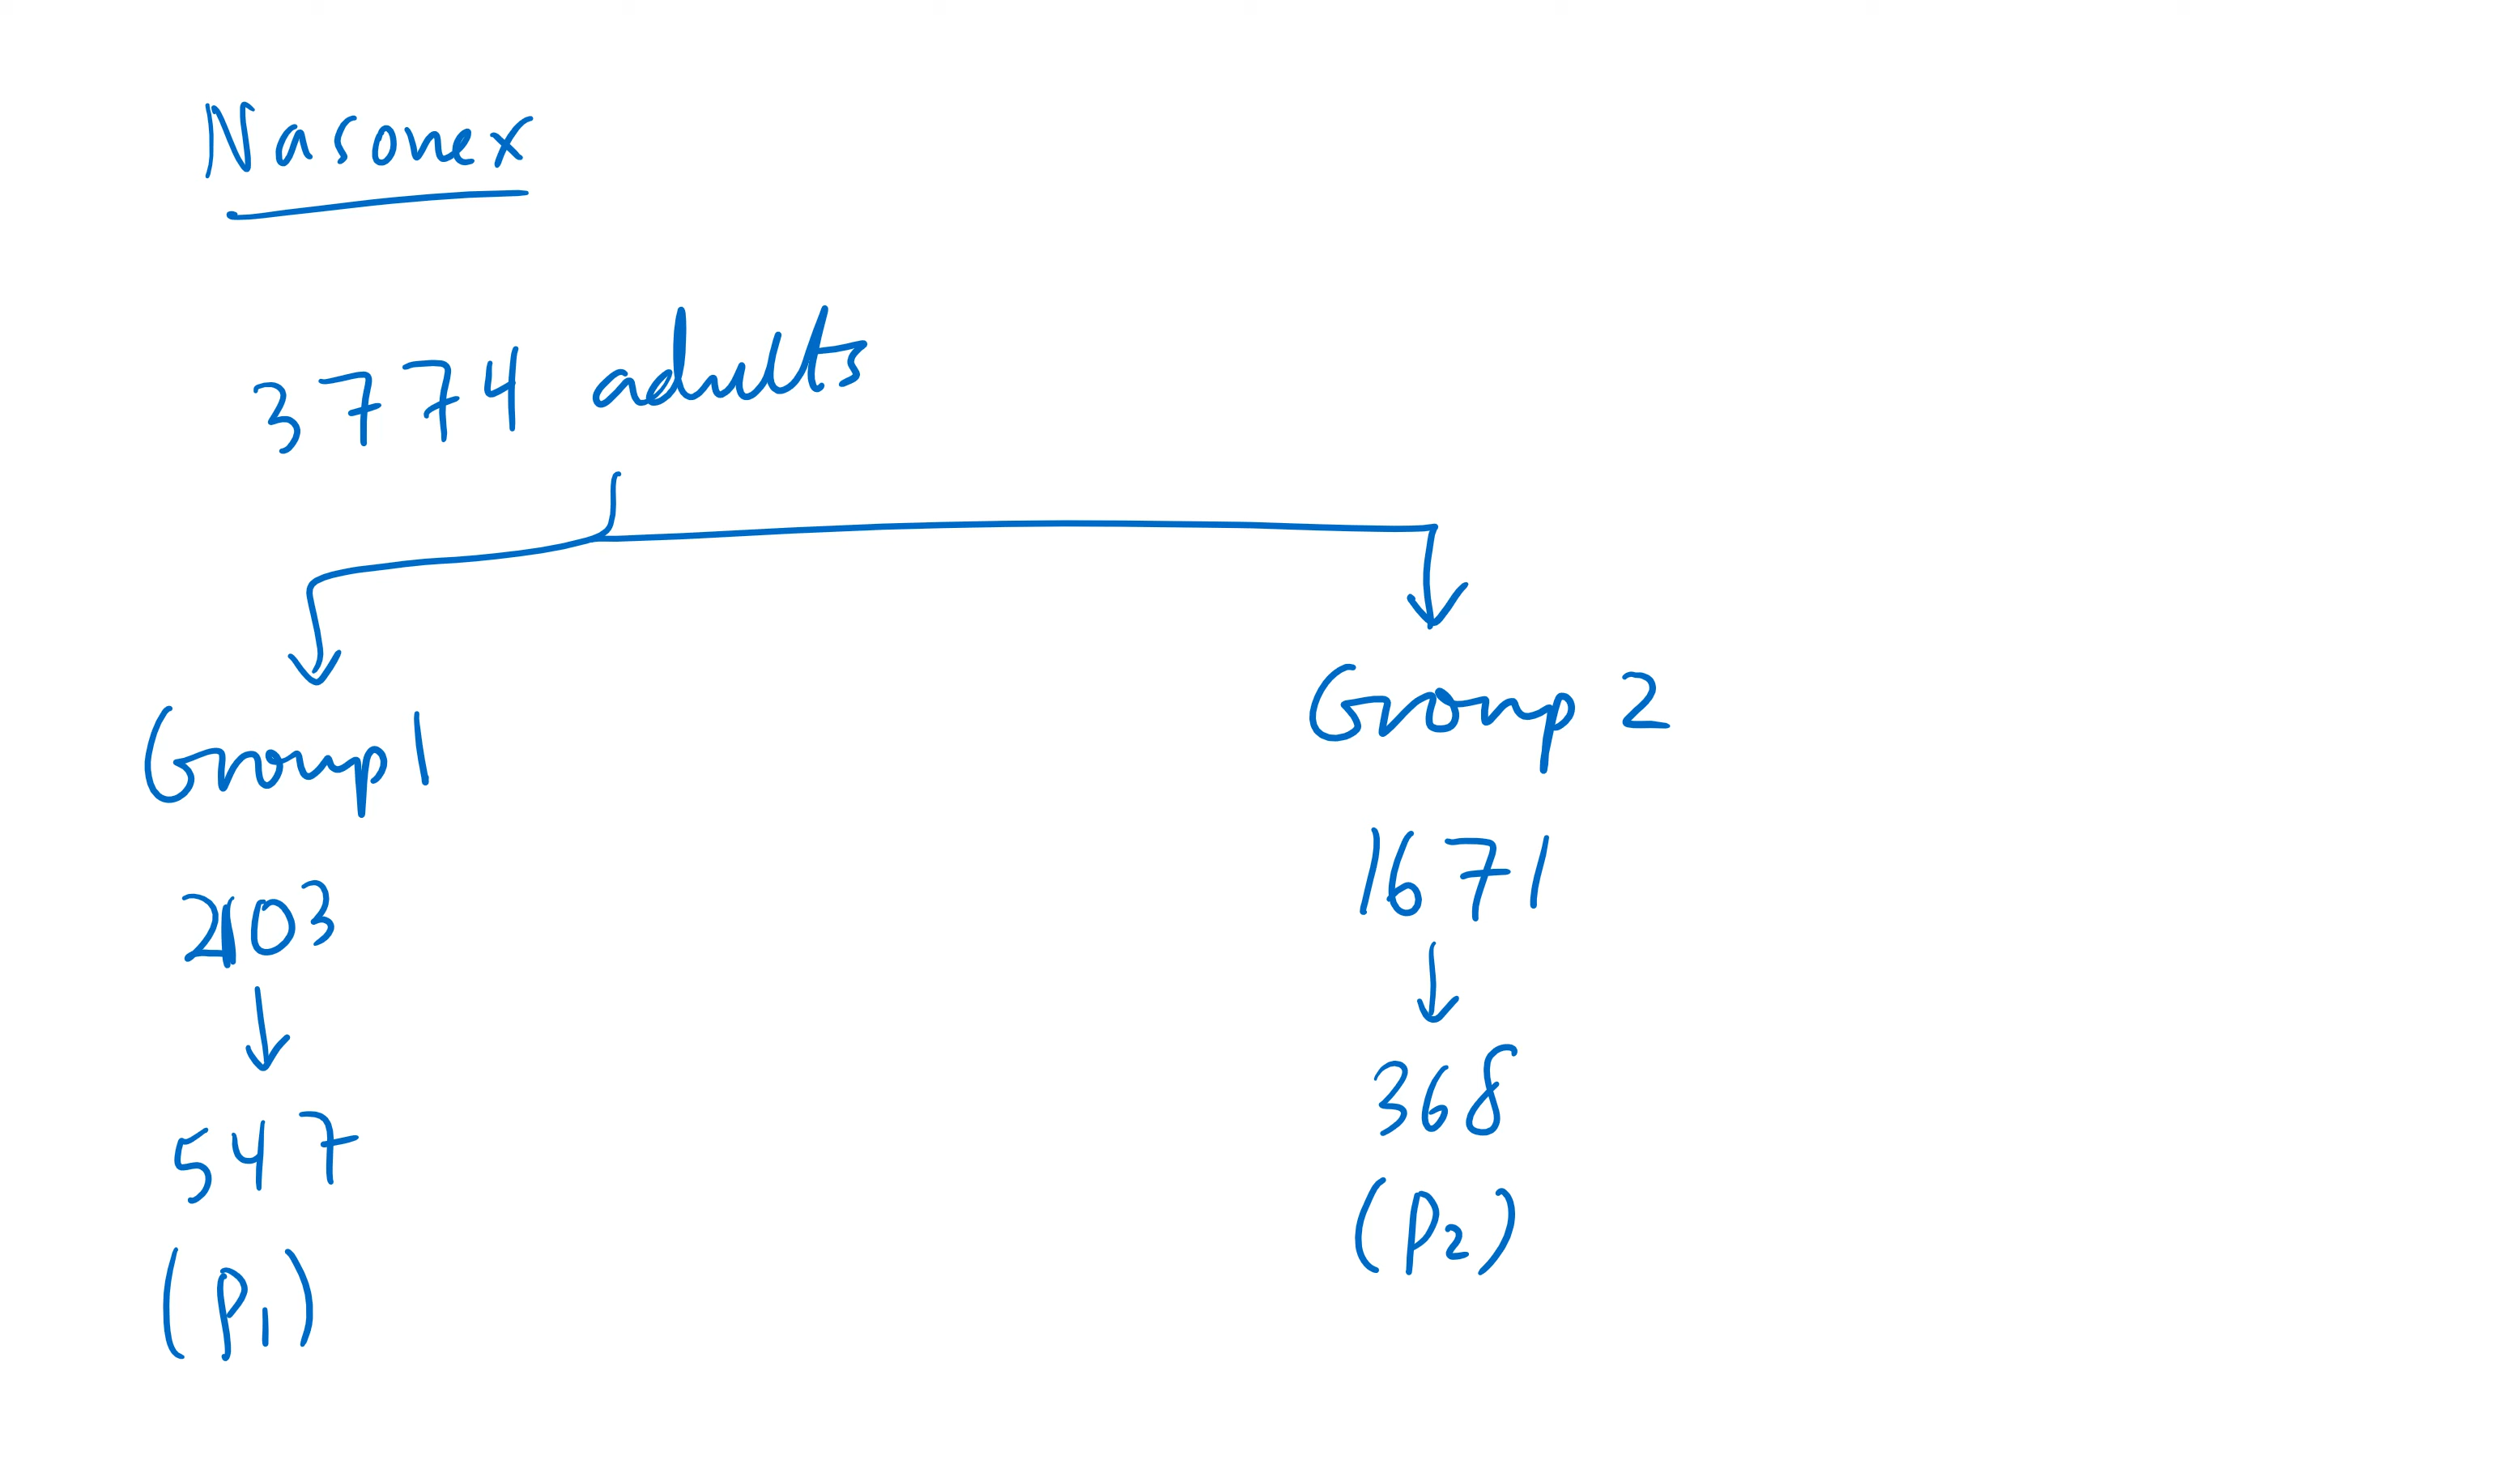 Nasonex
3774 adults
Group 1
Group 2
2103
1671
547
368
(p1)
(p2)